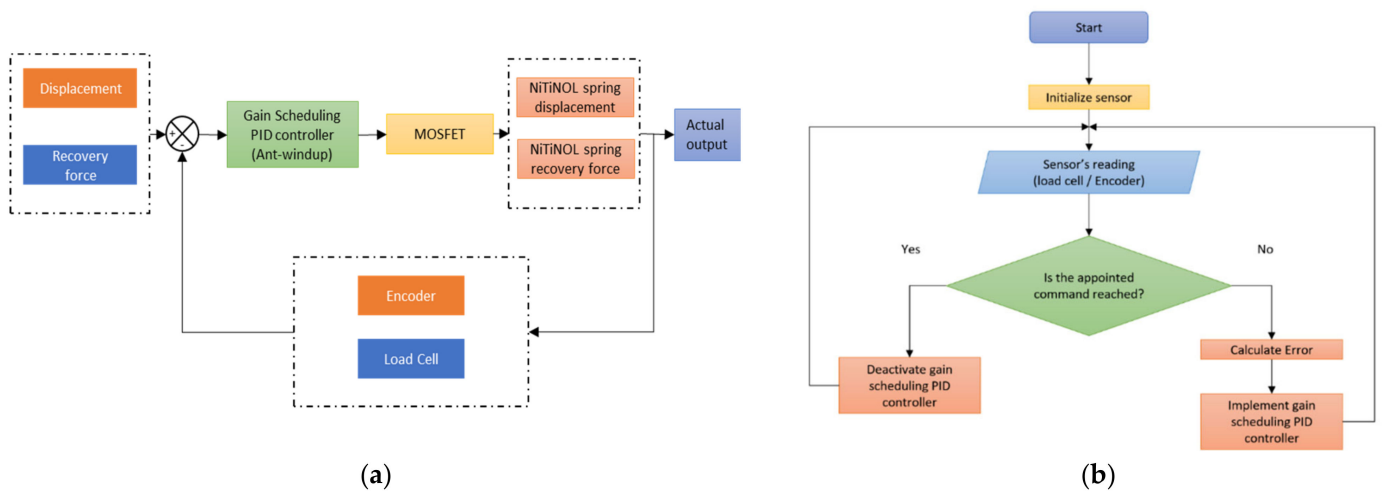 Displacement
Recovery
force
+
-
Gain Scheduling
PID controller
(Ant-windup)
MOSFET
NiTiNOL spring
displacement
NiTiNOL spring
recovery force
Actual
output
Encoder
Load Cell
(a)
Start
Initialize sensor
Sensor's reading
(load cell / Encoder)
Yes
No
Is the appointed
command reached?
Deactivate gain
scheduling PID
controller
Calculate Error
Implement gain
scheduling PID
controller
(b)